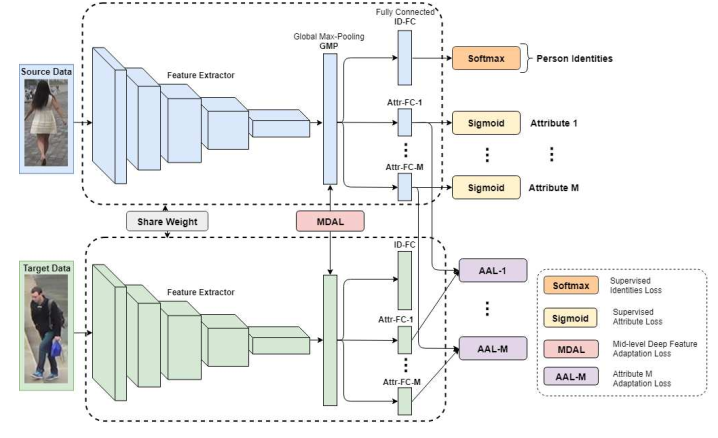 Fully Connected
ID-FC
Global Max-Pooling
GMP
Source Data
Feature Extractor
Softmax
Person Identities
Attr-FC-1
Sigmoid
Attribute 1
Attr-FC-M
Sigmoid
Attribute M
Share Weight
MDAL
ID-FC
Target Data
Feature Extractor
AAL-1
Attr-FC-1
AAL-M
Attr-FC-M
Softmax
Supervised
Identities Loss
Sigmoid
Supervised
Attribute Loss
MDAL
Mid-level Deep Feature
Adaptation Loss
AAL-M
Attribute M
Adaptation Loss